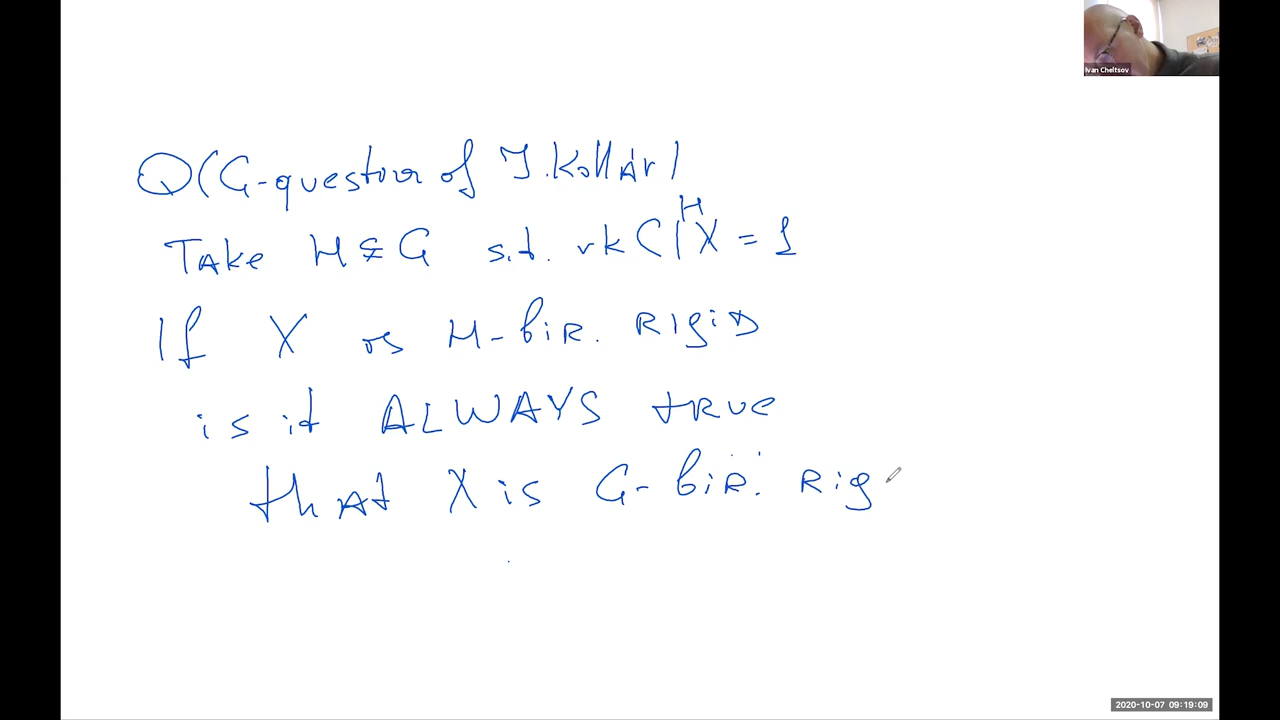 Q(G-question of J. Kollár)
Take H ⊊ G s.t. rk Cl^H X = 1
If X is H-bir. RIGID
is it ALWAYS true
that X is G-bir. Rig
Ivan Cheltsov
2020-10-07 09:19:09